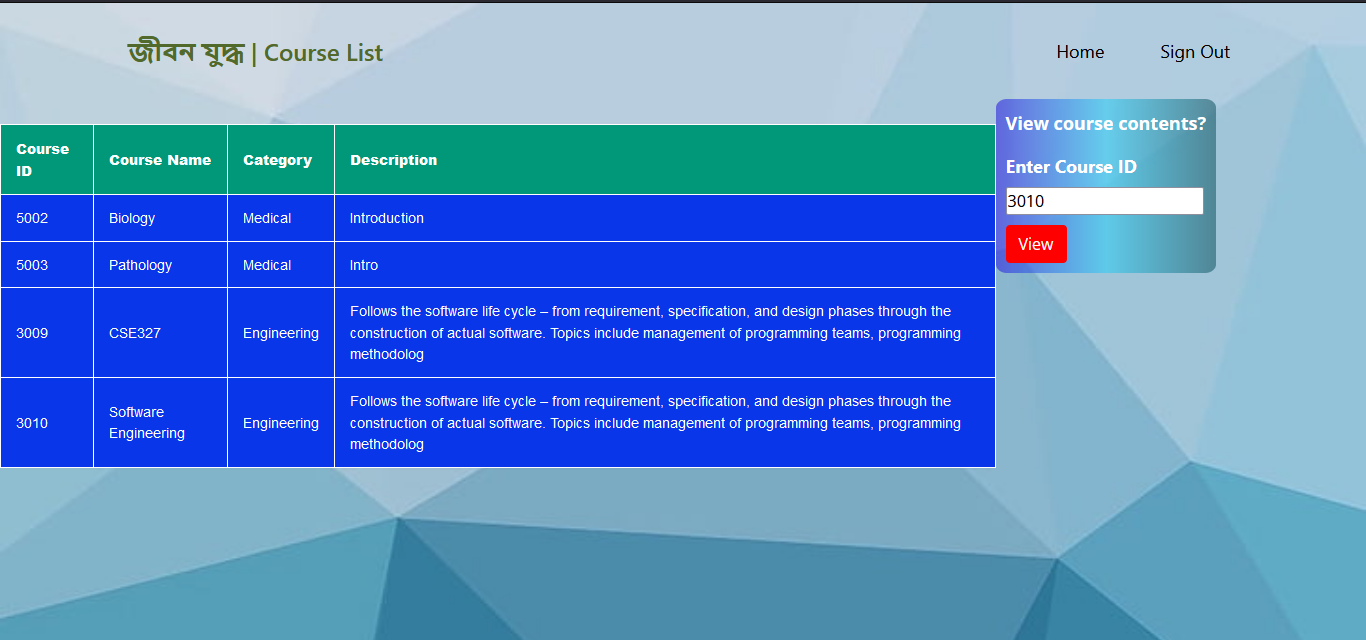 জীবন যুদ্ধ | Course List
Home
Sign Out
View course contents?
Enter Course ID
3010
View
Course
ID
Course Name
Category
Description
5002
Biology
Medical
Introduction
5003
Pathology
Medical
Intro
3009
CSE327
Engineering
Follows the software life cycle – from requirement, specification, and design phases through the
construction of actual software. Topics include management of programming teams, programming
methodolog
3010
Software
Engineering
Engineering
Follows the software life cycle – from requirement, specification, and design phases through the
construction of actual software. Topics include management of programming teams, programming
methodolog